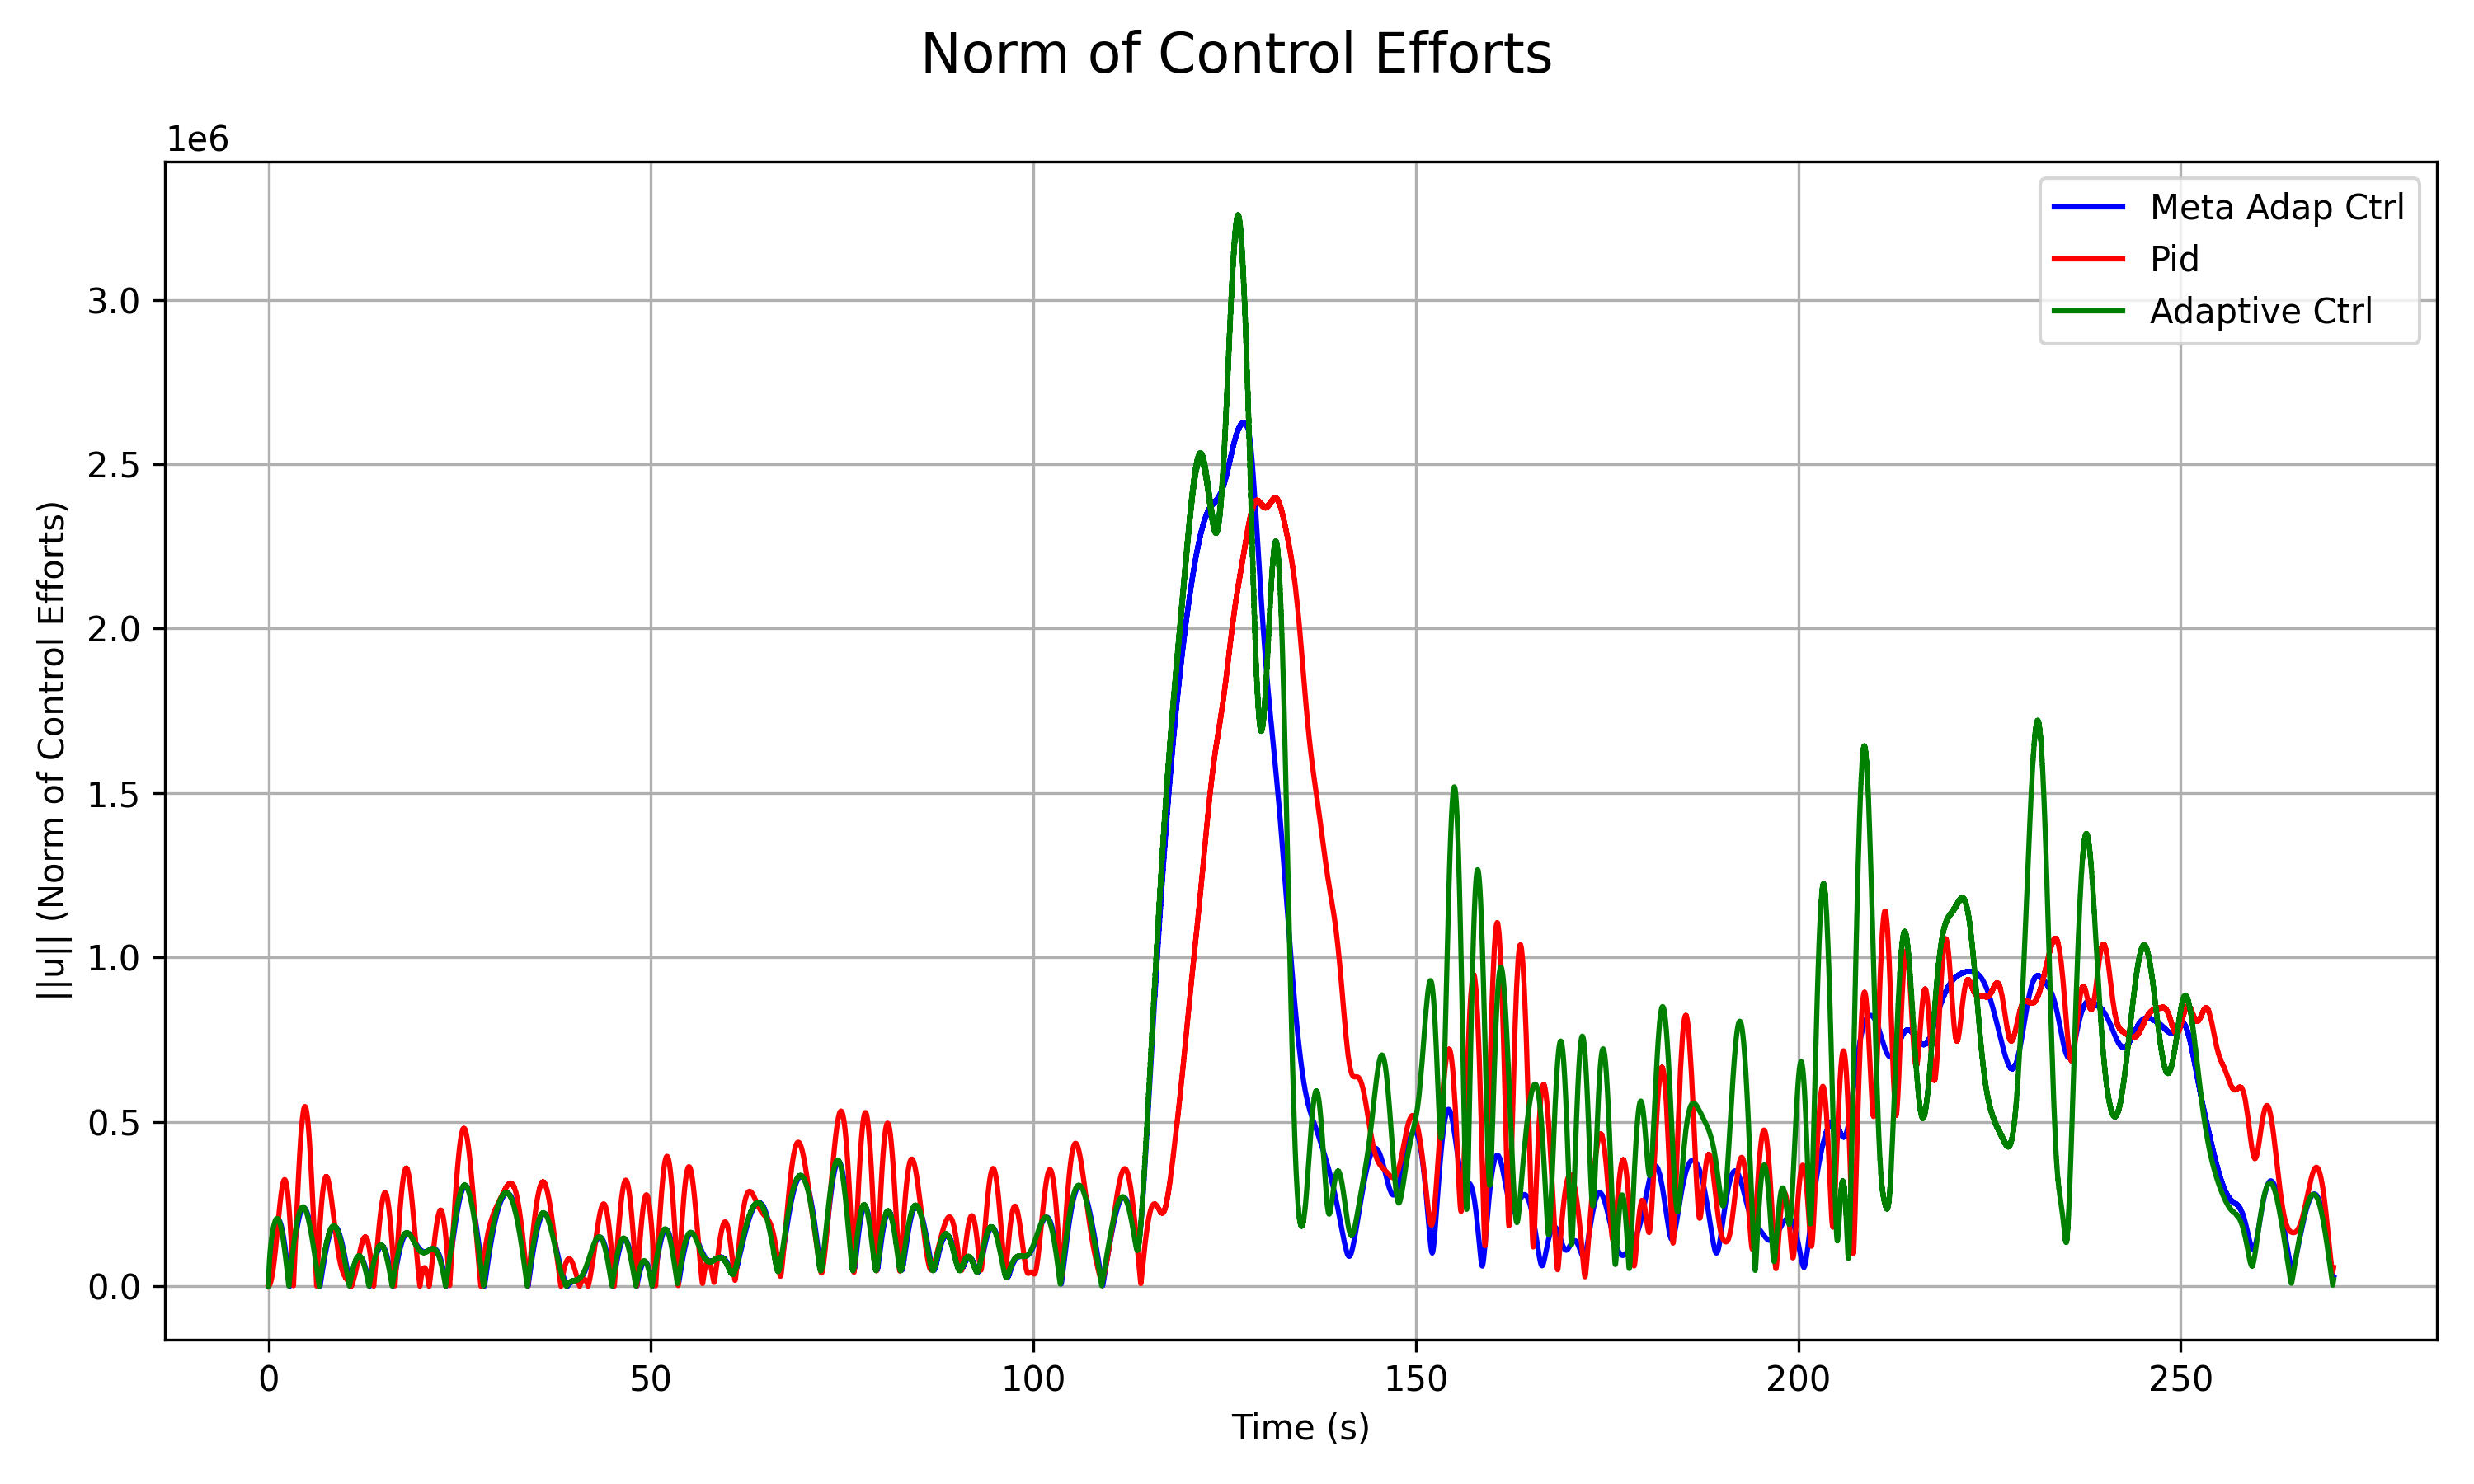 Norm of Control Efforts
1e6
Meta Adap Ctrl
Pid
Adaptive Ctrl
||u|| (Norm of Control Efforts)
3.0
2.5
2.0
1.5
1.0
0.5
0.0
0 50 100 150 200 250
Time (s)